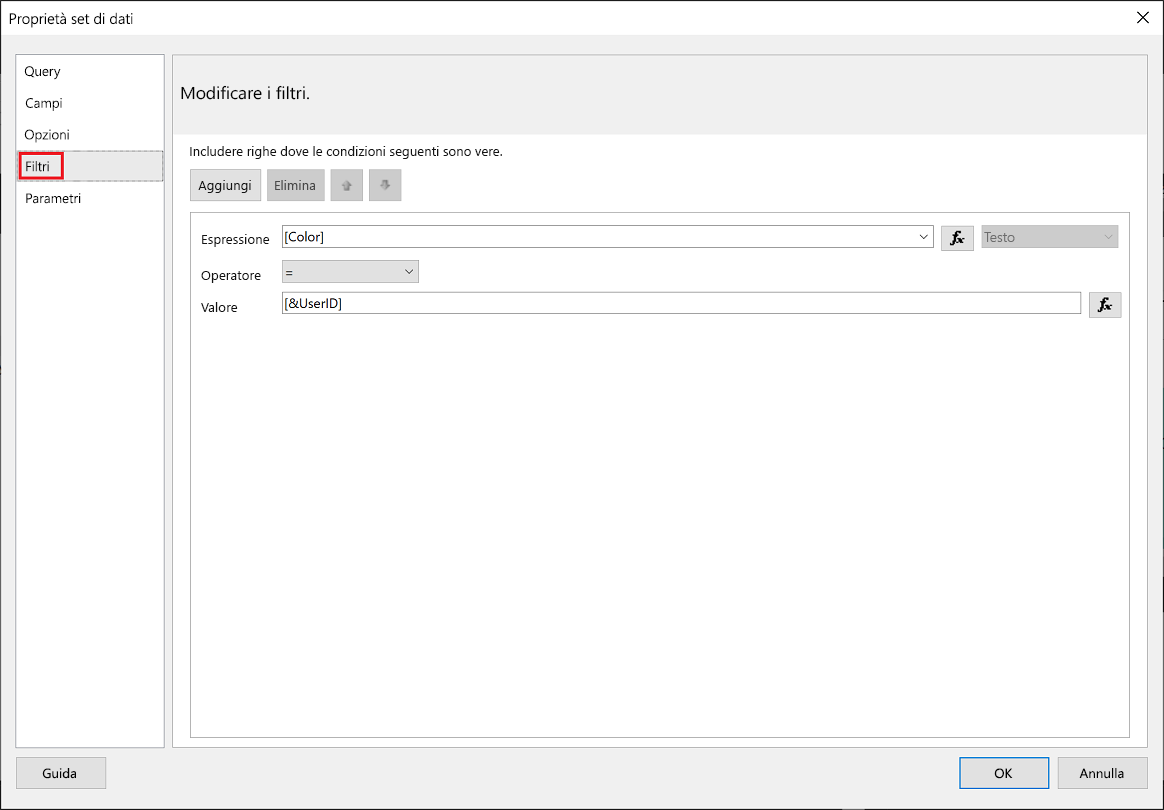 Proprietà set di dati
Query
Campi
Opzioni
Filtri
Parametri
Modificare i filtri.
Includere righe dove le condizioni seguenti sono vere.
Aggiungi Elimina
Espressione [Color] fx Testo
Operatore =
Valore [&UserID] fx
Guida OK Annulla